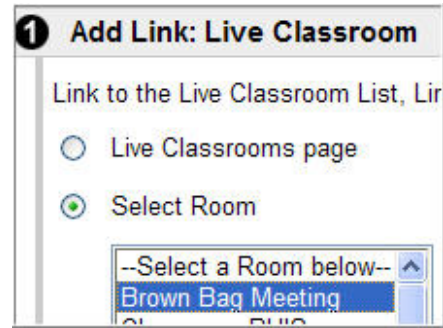 1 Add Link: Live Classroom
Link to the Live Classroom List, Lir
Live Classrooms page
Select Room
--Select a Room below--
Brown Bag Meeting